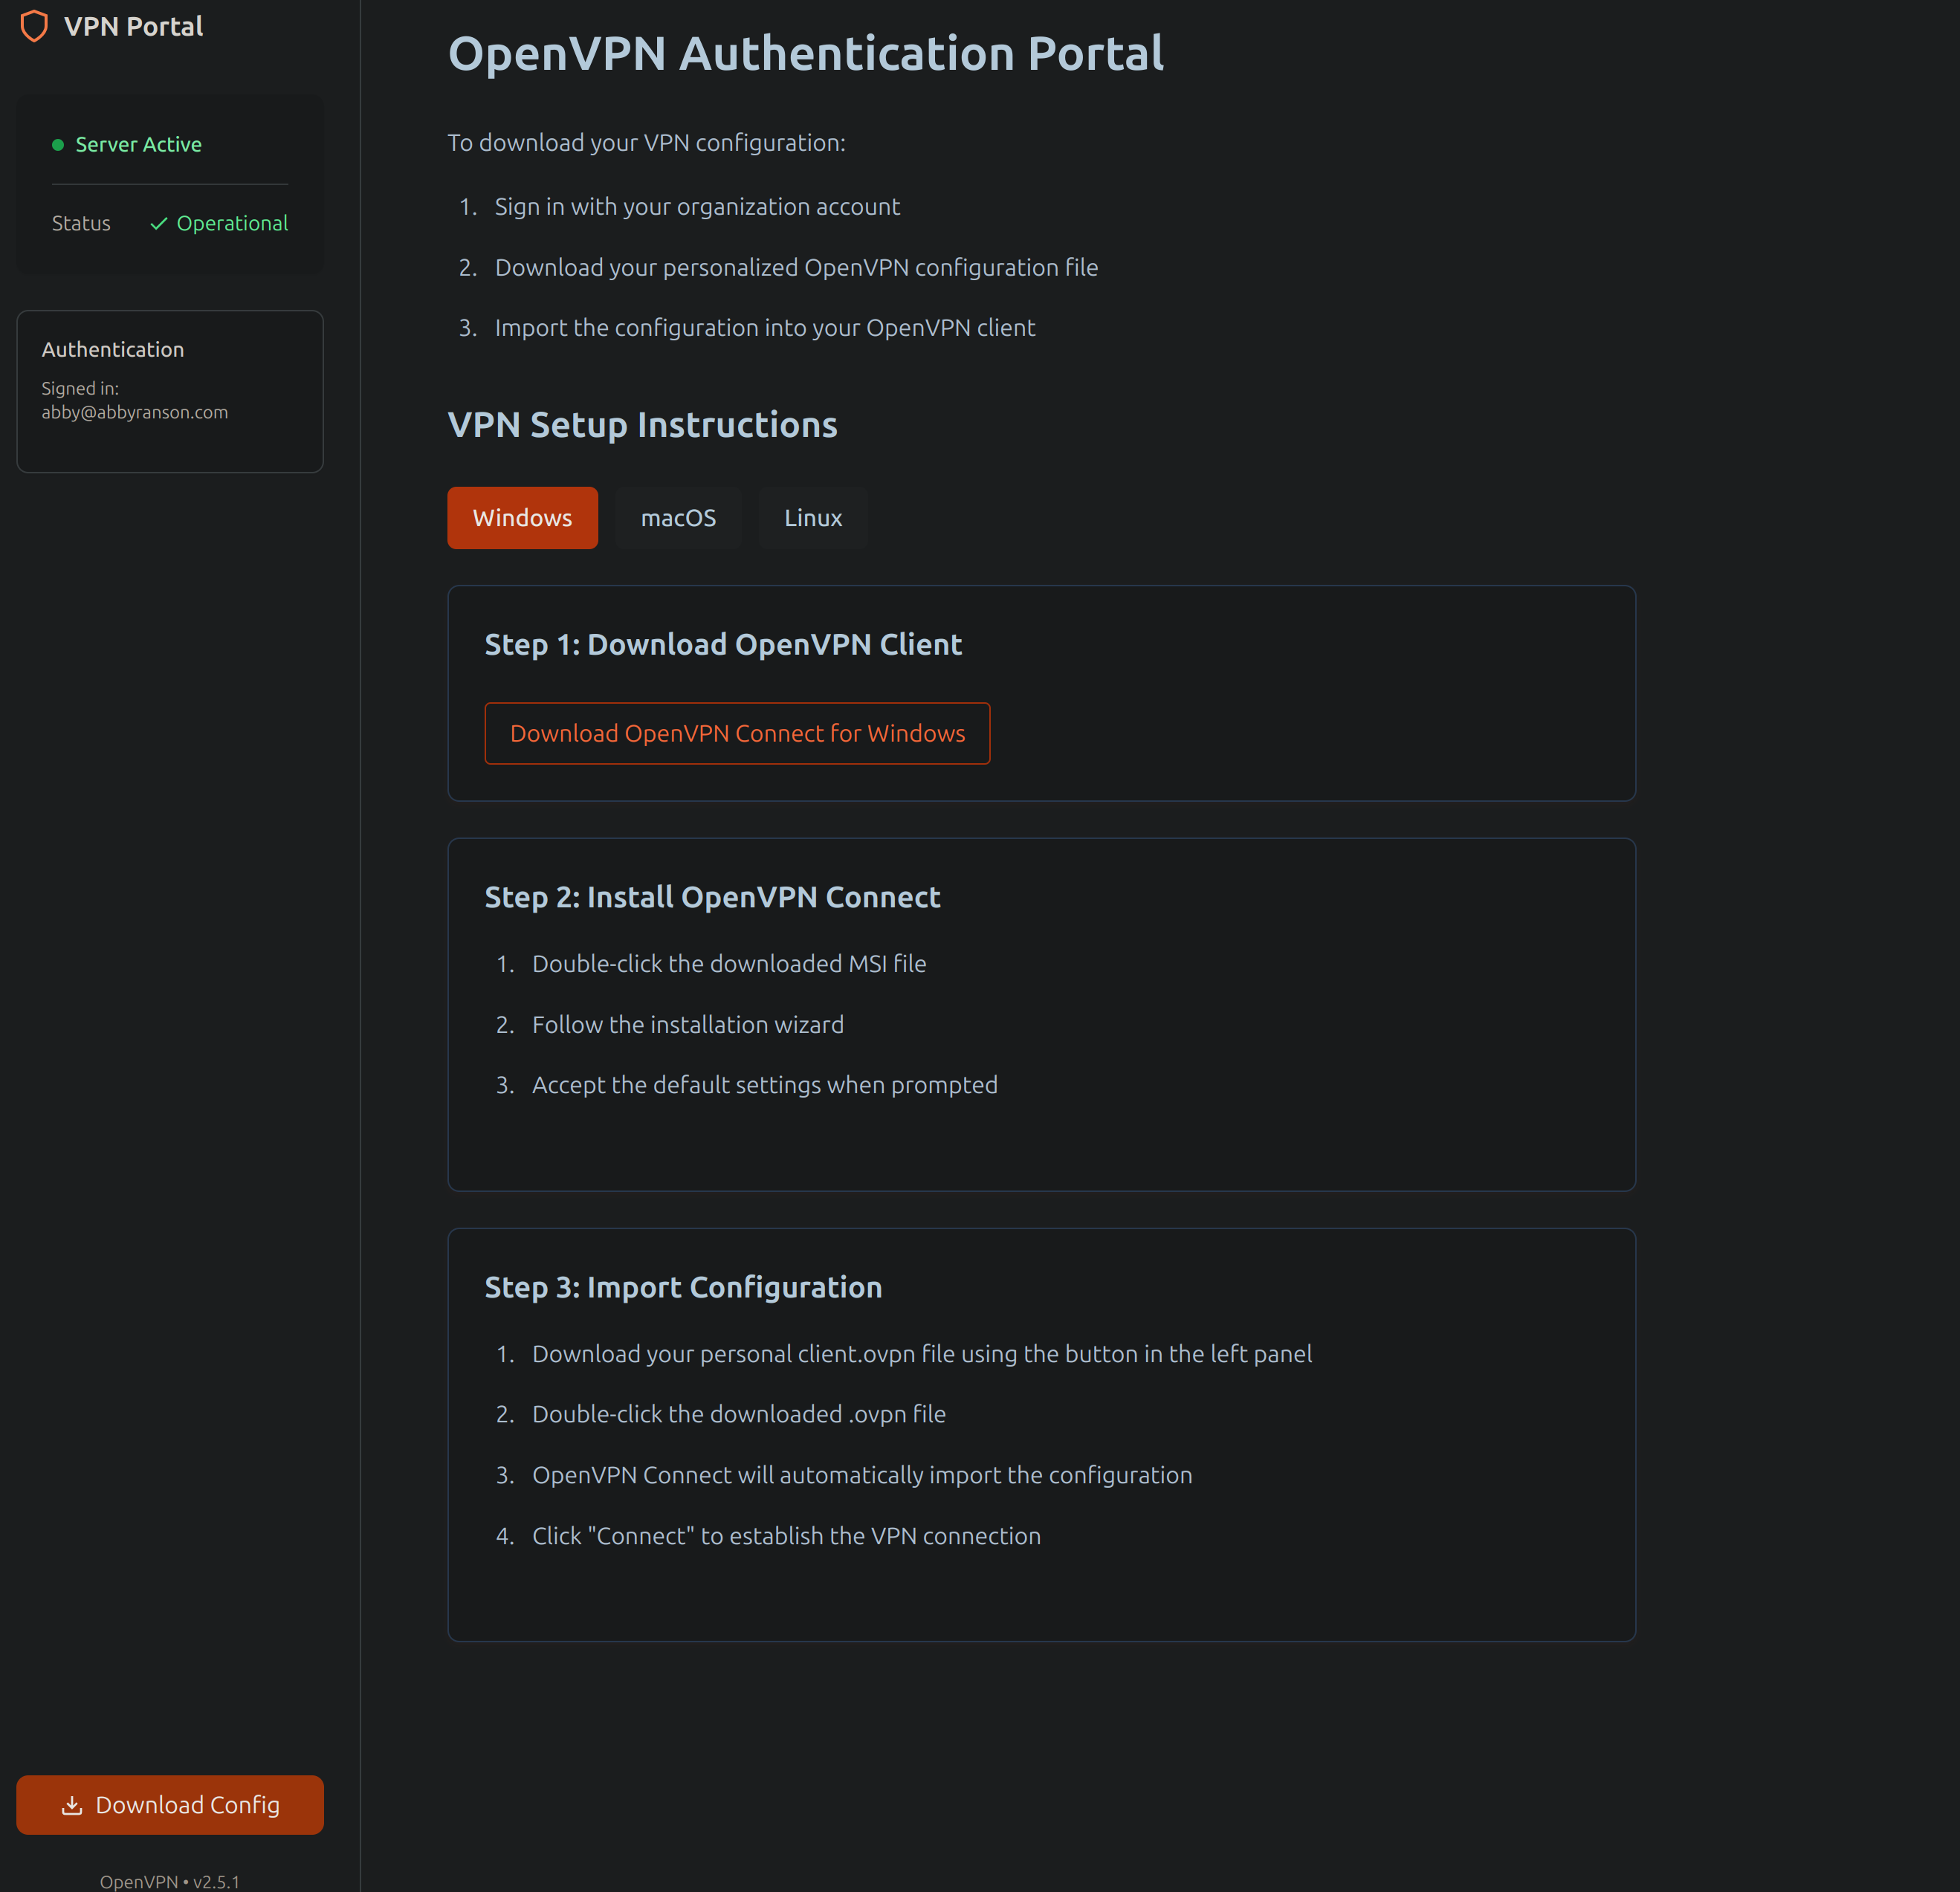 VPN Portal
Server Active
Status Operational
Authentication
Signed in:
abby@abbyranson.com
Download Config
OpenVPN • v2.5.1
OpenVPN Authentication Portal
To download your VPN configuration:
1. Sign in with your organization account
2. Download your personalized OpenVPN configuration file
3. Import the configuration into your OpenVPN client
VPN Setup Instructions
Windows macOS Linux
Step 1: Download OpenVPN Client
Download OpenVPN Connect for Windows
Step 2: Install OpenVPN Connect
1. Double-click the downloaded MSI file
2. Follow the installation wizard
3. Accept the default settings when prompted
Step 3: Import Configuration
1. Download your personal client.ovpn file using the button in the left panel
2. Double-click the downloaded .ovpn file
3. OpenVPN Connect will automatically import the configuration
4. Click "Connect" to establish the VPN connection